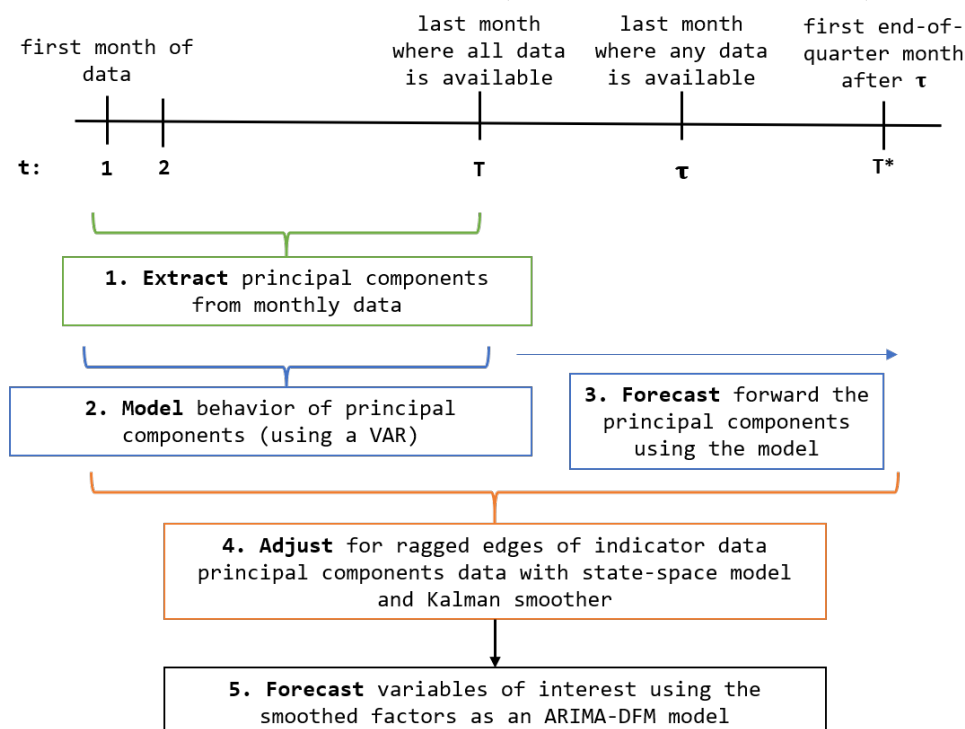 first month of
data
last month
where all data
is available
last month
where any data
is available
first end-of-
quarter month
after τ
t: 1 2 T τ T*
1. Extract principal components
from monthly data
2. Model behavior of principal
components (using a VAR)
3. Forecast forward the
principal components
using the model
4. Adjust for ragged edges of indicator data
principal components data with state-space model
and Kalman smoother
5. Forecast variables of interest using the
smoothed factors as an ARIMA-DFM model